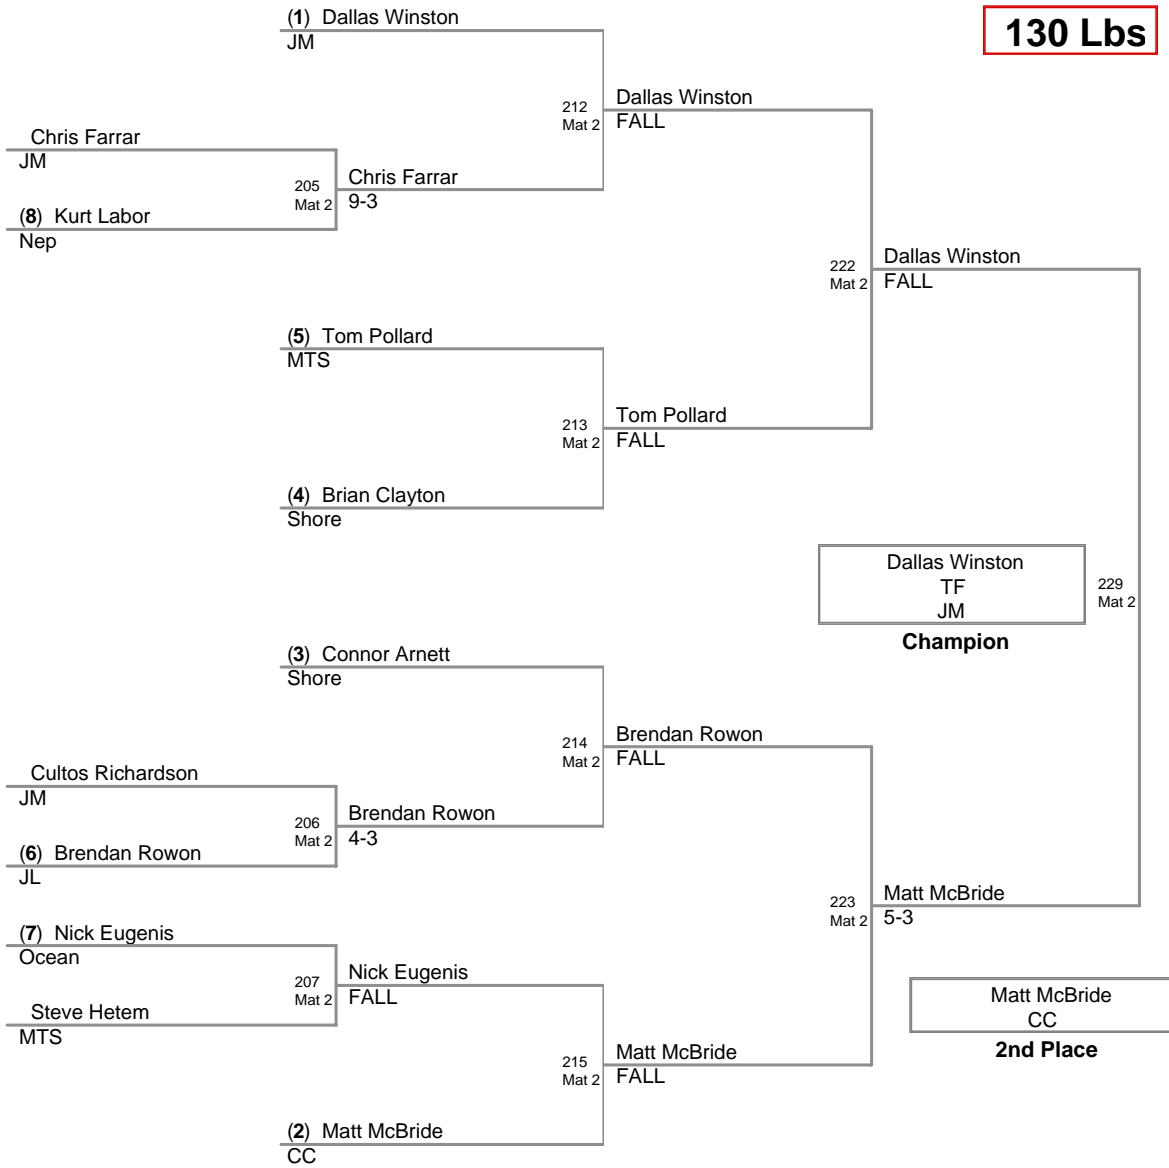 (1) Dallas Winston
JM
130 Lbs
212
Mat 2
Dallas Winston
FALL
Chris Farrar
JM
205
Mat 2
Chris Farrar
9-3
(8) Kurt Labor
Nep
222
Mat 2
Dallas Winston
FALL
(5) Tom Pollard
MTS
213
Mat 2
Tom Pollard
FALL
(4) Brian Clayton
Shore
Dallas Winston
TF
JM
Champion
229
Mat 2
(3) Connor Arnett
Shore
214
Mat 2
Brendan Rowon
FALL
Cultos Richardson
JM
206
Mat 2
Brendan Rowon
4-3
(6) Brendan Rowon
JL
223
Mat 2
Matt McBride
5-3
(7) Nick Eugenis
Ocean
207
Mat 2
Nick Eugenis
FALL
Steve Hetem
MTS
Matt McBride
CC
2nd Place
215
Mat 2
Matt McBride
FALL
(2) Matt McBride
CC